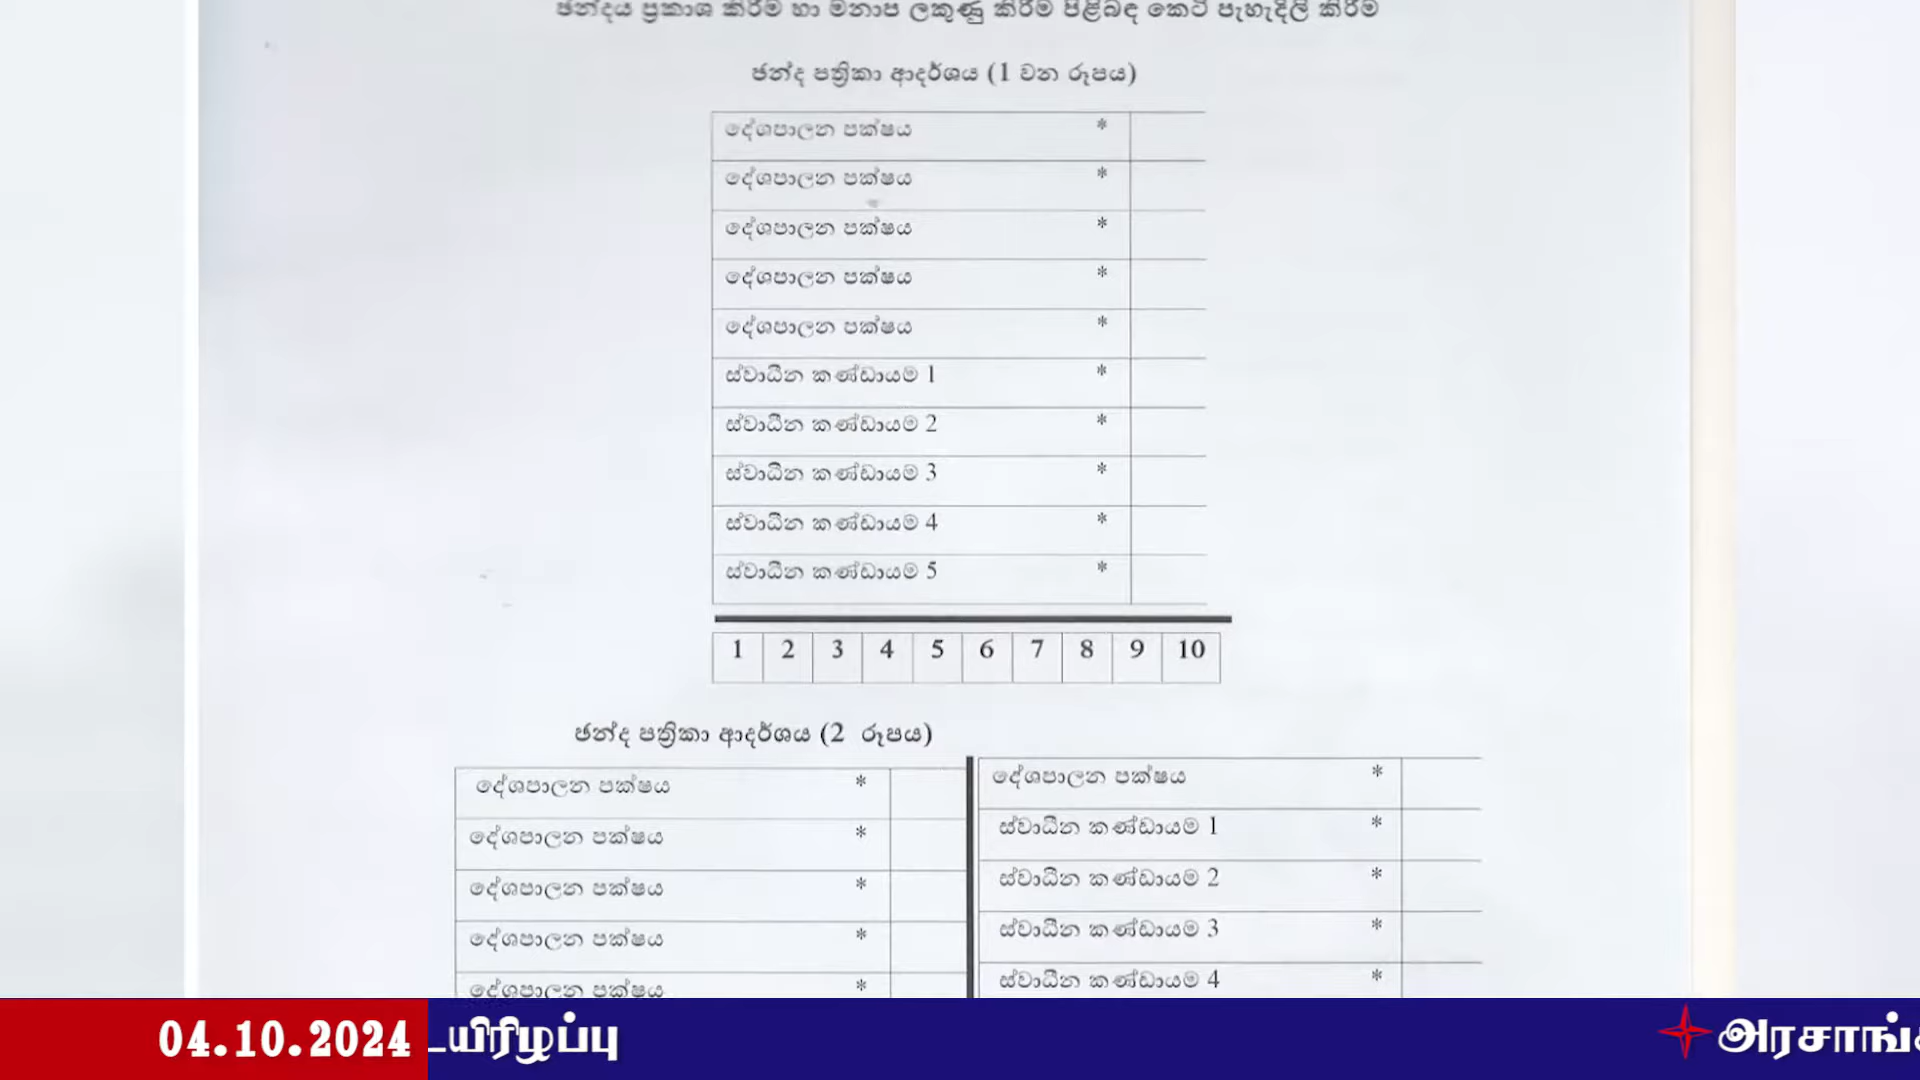 ඡන්දය ප්‍රකාශ කිරීම හා මනාප ලකුණු කිරීම පිළිබඳ කෙටි පැහැදිලි කිරීම
ඡන්ද පත්‍රිකා ආදර්ශය (1 වන රූපය)
දේශපාලන පක්ෂය *
දේශපාලන පක්ෂය *
දේශපාලන පක්ෂය *
දේශපාලන පක්ෂය *
දේශපාලන පක්ෂය *
ස්වාධීන කණ්ඩායම 1 *
ස්වාධීන කණ්ඩායම 2 *
ස්වාධීන කණ්ඩායම 3 *
ස්වාධීන කණ්ඩායම 4 *
ස්වාධීන කණ්ඩායම 5 *
1 2 3 4 5 6 7 8 9 10
ඡන්ද පත්‍රිකා ආදර්ශය (2 රූපය)
දේශපාලන පක්ෂය *
දේශපාලන පක්ෂය *
දේශපාලන පක්ෂය *
දේශපාලන පක්ෂය *
දේශපාලන පක්ෂය *
දේශපාලන පක්ෂය *
ස්වාධීන කණ්ඩායම 1 *
ස්වාධීන කණ්ඩායම 2 *
ස්වාධීන කණ්ඩායම 3 *
ස්වාධීන කණ්ඩායම 4 *
04.10.2024
யிரிழப்பு